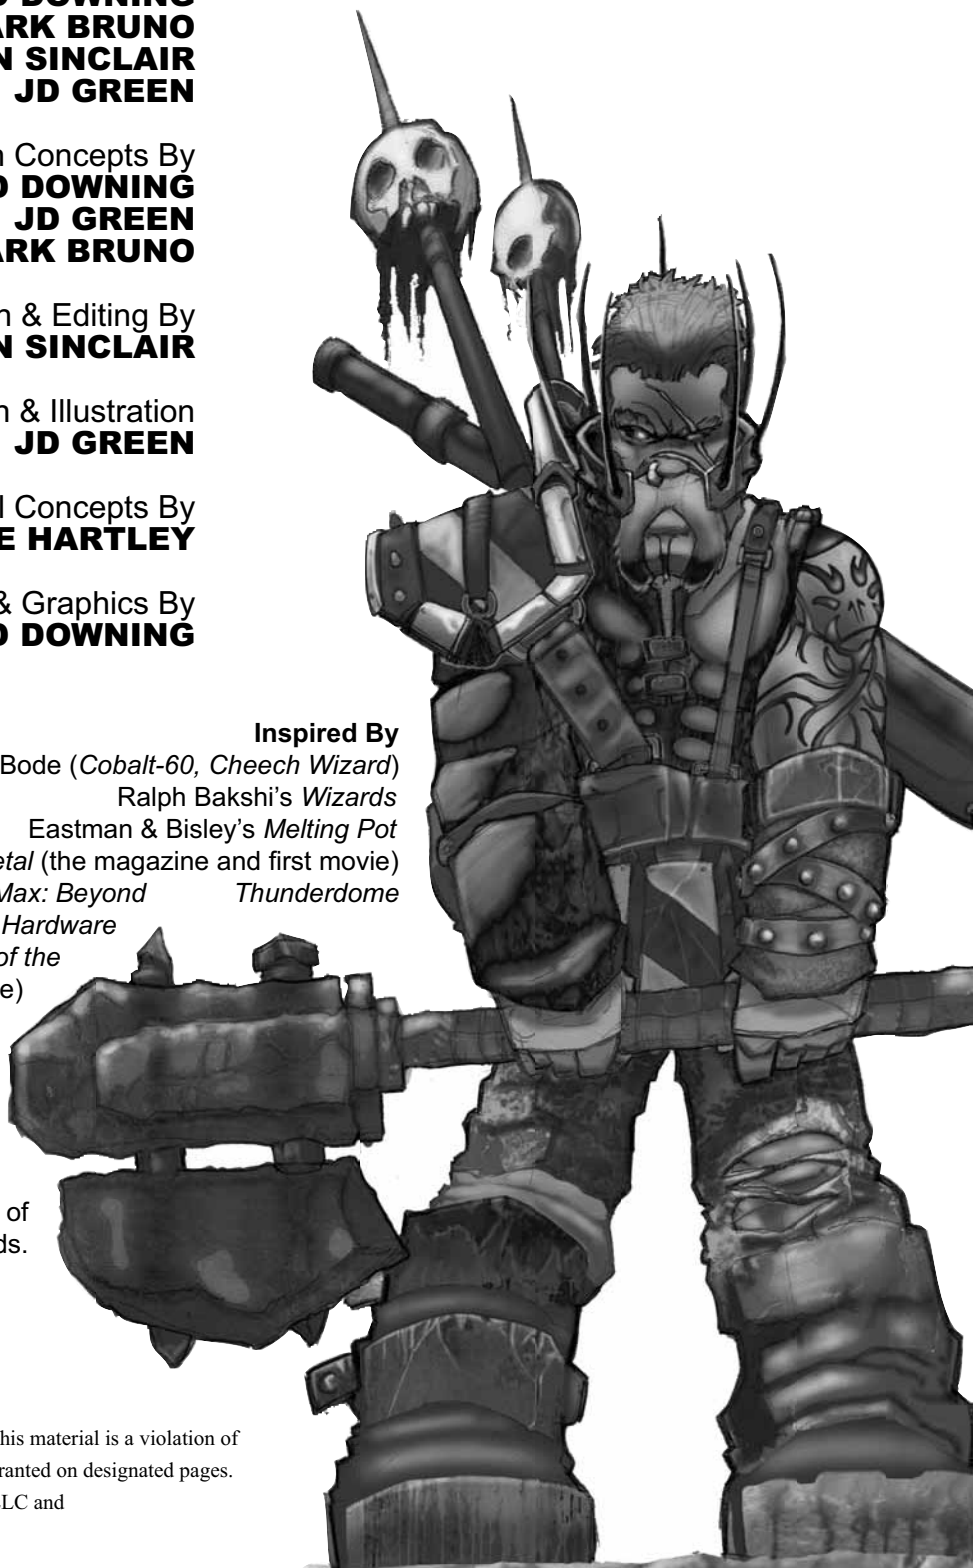 DOWNING
ARK BRUNO
N SINCLAIR
JD GREEN
n Concepts By
D DOWNING
JD GREEN
ARK BRUNO
n & Editing By
N SINCLAIR
n & Illustration
JD GREEN
l Concepts By
E HARTLEY
& Graphics By
D DOWNING
Inspired By
Bode (Cobalt-60, Cheech Wizard)
Ralph Bakshi’s Wizards
Eastman & Bisley’s Melting Pot
etal (the magazine and first movie)
Max: Beyond Thunderdome
Hardware
of the
e)
of
ds.
his material is a violation of
ranted on designated pages.
LLC and